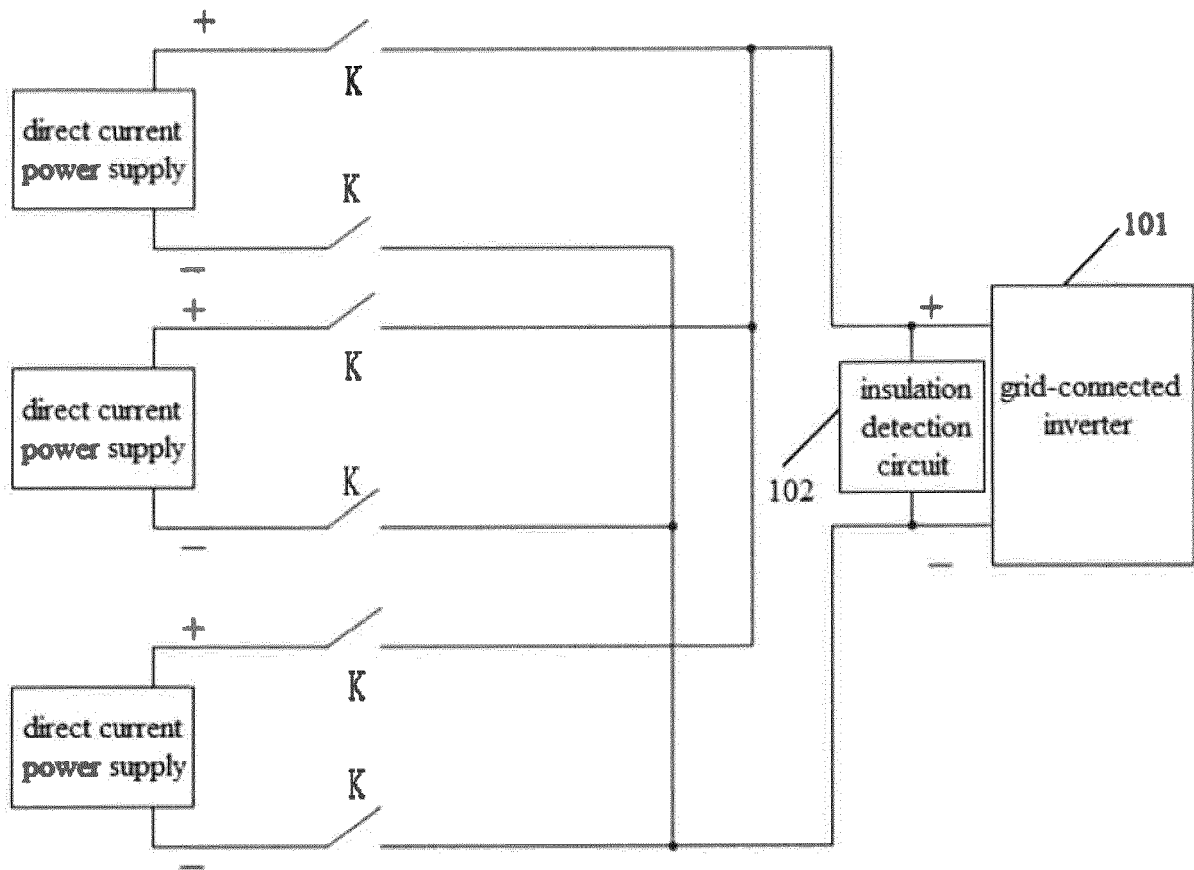 +
K
direct current
power supply
K
−
101
+
K
+
direct current
power supply
insulation
detection
circuit
grid-connected
inverter
K
102
−
−
+
K
direct current
power supply
K
−